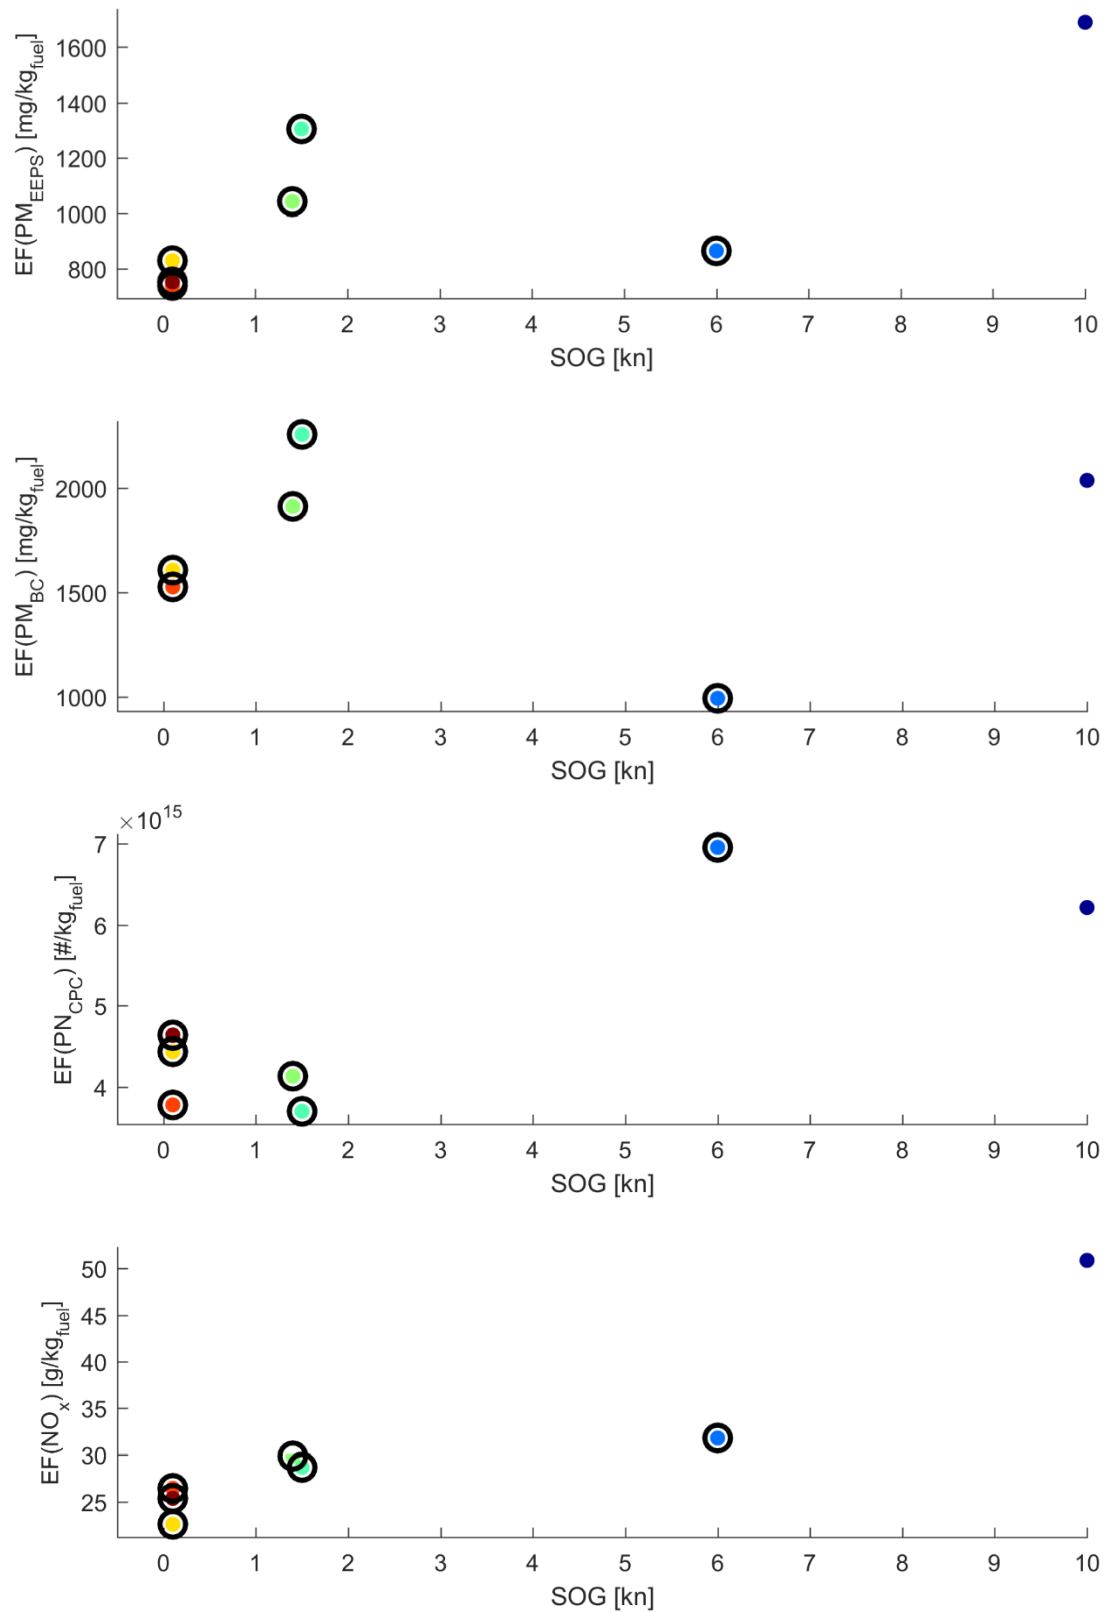 EF(PM_EEPS) [mg/kg_fuel]
1600
1400
1200
1000
800
0 1 2 3 4 5 6 7 8 9 10
SOG [kn]
EF(PM_BC) [mg/kg_fuel]
2000
1500
1000
0 1 2 3 4 5 6 7 8 9 10
SOG [kn]
×10^15
EF(PN_CPC) [#/kg_fuel]
7
6
5
4
0 1 2 3 4 5 6 7 8 9 10
SOG [kn]
EF(NO_x) [g/kg_fuel]
50
45
40
35
30
25
0 1 2 3 4 5 6 7 8 9 10
SOG [kn]